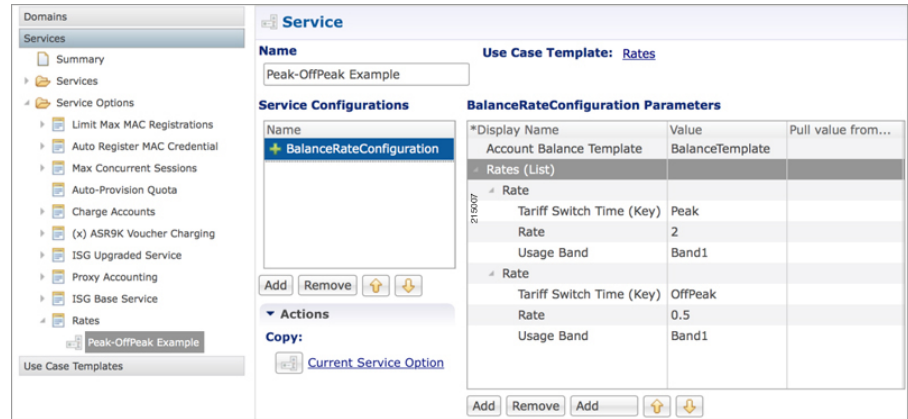 Domains
Services
Summary
Services
Service Options
Limit Max MAC Registrations
Auto Register MAC Credential
Max Concurrent Sessions
Auto-Provision Quota
Charge Accounts
(x) ASR9K Voucher Charging
ISG Upgraded Service
Proxy Accounting
ISG Base Service
Rates
Peak-OffPeak Example
Use Case Templates
Service
Name
Use Case Template: Rates
Peak-OffPeak Example
Service Configurations
Name
BalanceRateConfiguration
Add Remove
Actions
Copy:
Current Service Option
BalanceRateConfiguration Parameters
*Display Name Value Pull value from...
Account Balance Template BalanceTemplate
Rates (List)
Rate
Tariff Switch Time (Key) Peak
Rate 2
Usage Band Band1
Rate
Tariff Switch Time (Key) OffPeak
Rate 0.5
Usage Band Band1
215007
Add Remove Add